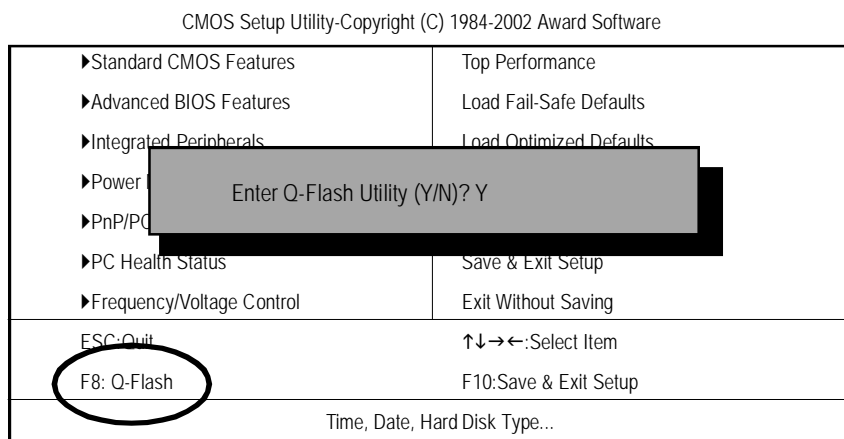 CMOS Setup Utility-Copyright (C) 1984-2002 Award Software
▶Standard CMOS Features Top Performance
▶Advanced BIOS Features Load Fail-Safe Defaults
▶Integrated Peripherals Load Optimized Defaults
▶Power
Enter Q-Flash Utility (Y/N)? Y
▶PnP/PC
▶PC Health Status Save & Exit Setup
▶Frequency/Voltage Control Exit Without Saving
ESC:Quit ↑↓→←:Select Item
F8: Q-Flash F10:Save & Exit Setup
Time, Date, Hard Disk Type...